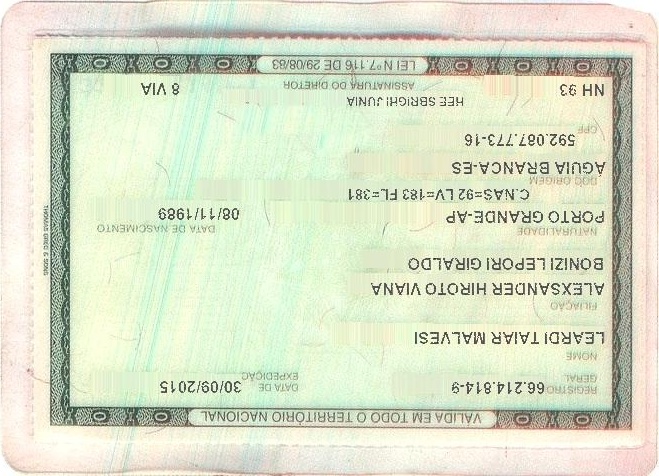 VALIDA EM TODO O TERRITÓRIO NACIONAL
REGISTRO GERAL 66.214.814-9 DATA DE EXPEDIÇÃO 30/09/2015
NOME
LEARDI TAIAR MALVESI
FILIAÇÃO
ALEXSANDER HIROTO VIANA
BONIZI LEPORI GIRALDO
NATURALIDADE DATA DE NASCIMENTO
PORTO GRANDE-AP 08/11/1989
C.NAS=92 LV=183 FL=381
DOC ORIGEM
AGUIA BRANCA-ES
CPF
592.087.773-16
HEE SBRIGHI JUNIA
ASSINATURA DO DIRETOR
NH 93 8 VIA
LEI Nº 7.116 DE 29/08/83
THOMAS GREG & SONS